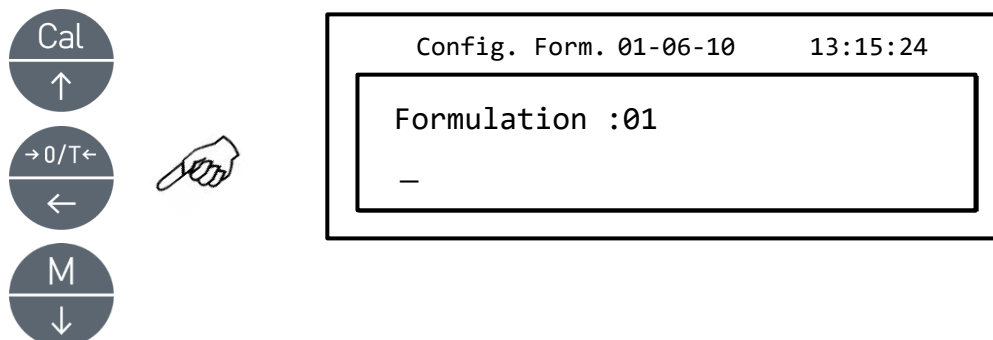 Cal
↑
→0/T←
←
M
↓
Config. Form. 01-06-10 13:15:24
Formulation :01
_